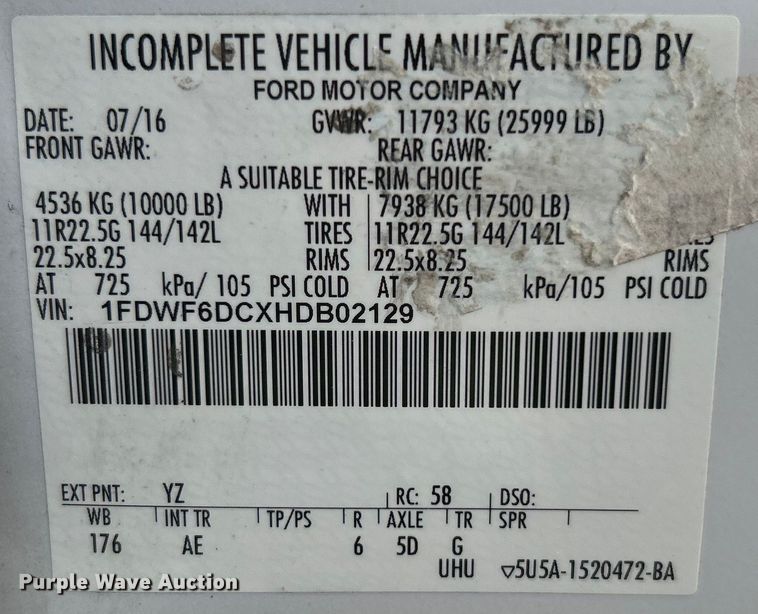 INCOMPLETE VEHICLE MANUFACTURED BY
FORD MOTOR COMPANY
DATE: 07/16 GVWR: 11793 KG (25999 LB)
FRONT GAWR: REAR GAWR:
A SUITABLE TIRE-RIM CHOICE
4536 KG (10000 LB) WITH 7938 KG (17500 LB)
11R22.5G 144/142L TIRES 11R22.5G 144/142L
22.5x8.25 RIMS 22.5x8.25 RIMS
AT 725 kPa/ 105 PSI COLD AT 725 kPa/105 PSI COLD
VIN: 1FDWF6DCXHDB02129
EXT PNT: YZ RC: 58 DSO:
WB INT TR TP/PS R AXLE TR SPR
176 AE 6 5D G
UHU ▽5U5A-1520472-BA
Purple Wave Auction